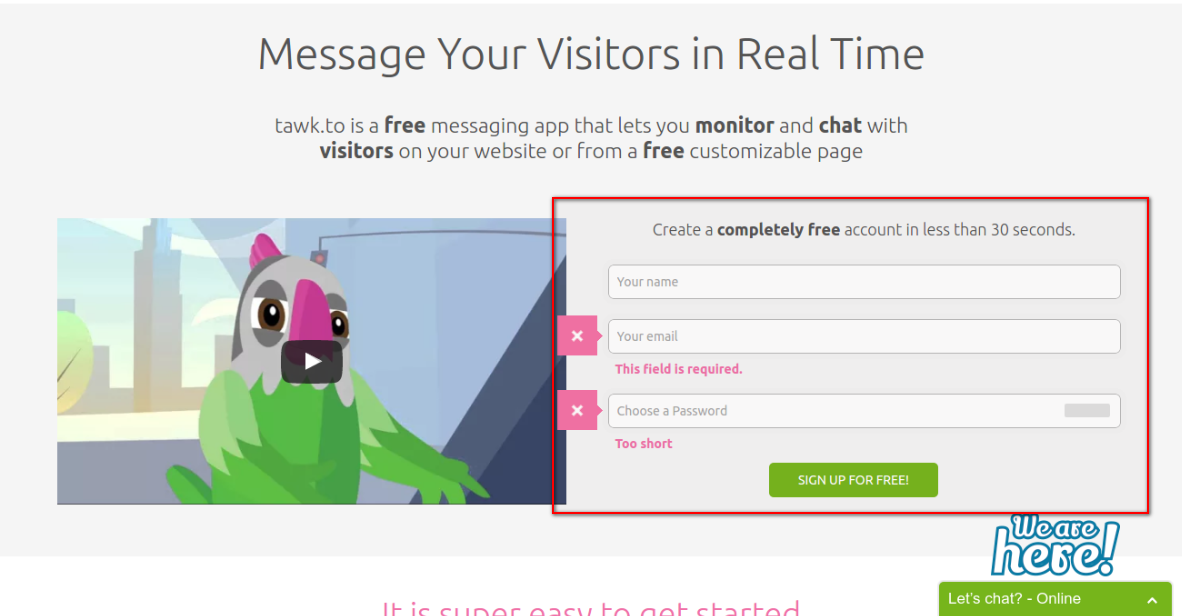 Message Your Visitors in Real Time
tawk.to is a free messaging app that lets you monitor and chat with
visitors on your website or from a free customizable page
Create a completely free account in less than 30 seconds.
Your name
Your email
This field is required.
Choose a Password
Too short
SIGN UP FOR FREE!
We are
here!
Let's chat? - Online
It is super easy to get started